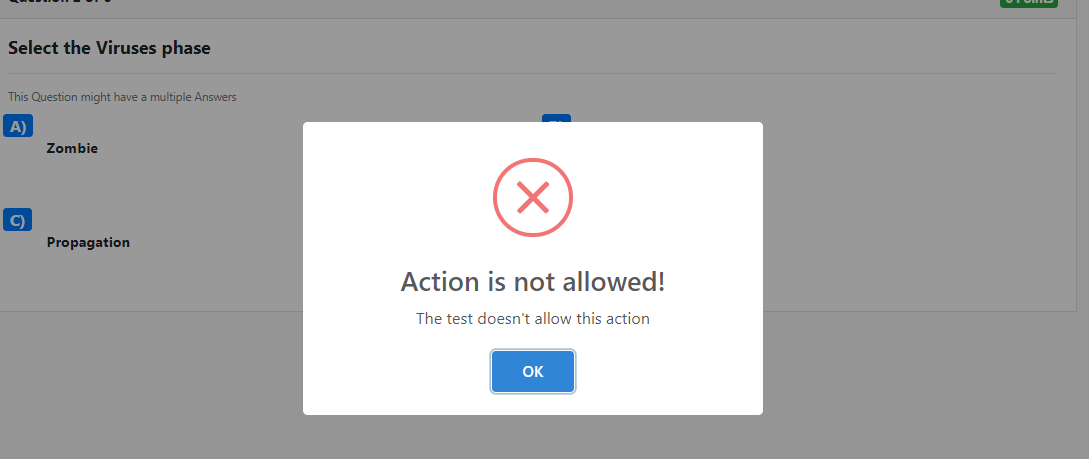 Select the Viruses phase
This Question might have a multiple Answers
A)
Zombie
C)
Propagation
Action is not allowed!
The test doesn't allow this action
OK